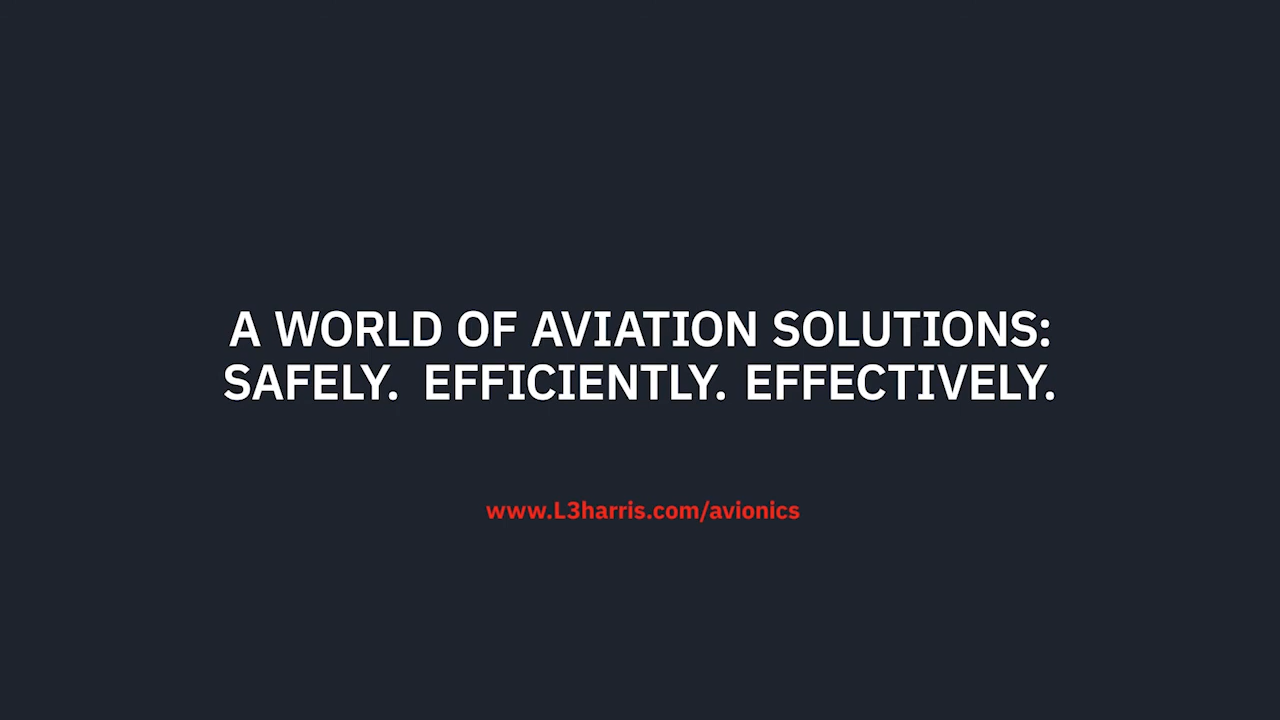 A WORLD OF AVIATION SOLUTIONS:
SAFELY. EFFICIENTLY. EFFECTIVELY.
www.L3harris.com/avionics